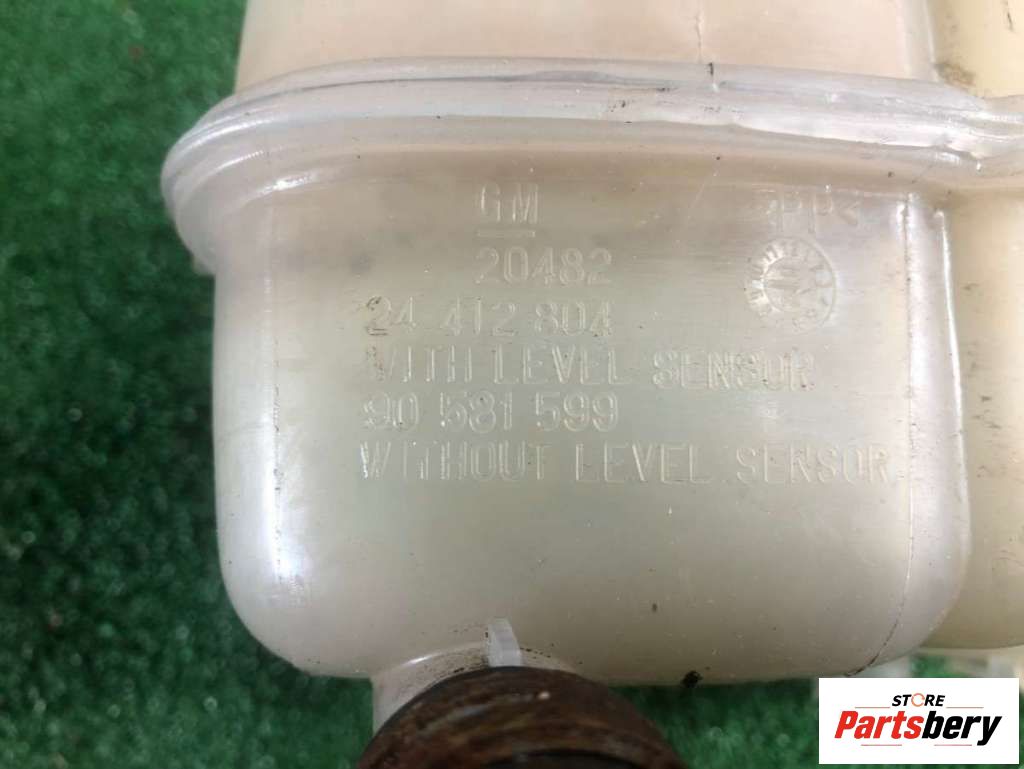 GM
>PP<
20482
24 412 804
WITH LEVEL SENSOR
90 581 599
WITHOUT LEVEL SENSOR
STORE
Partsbery